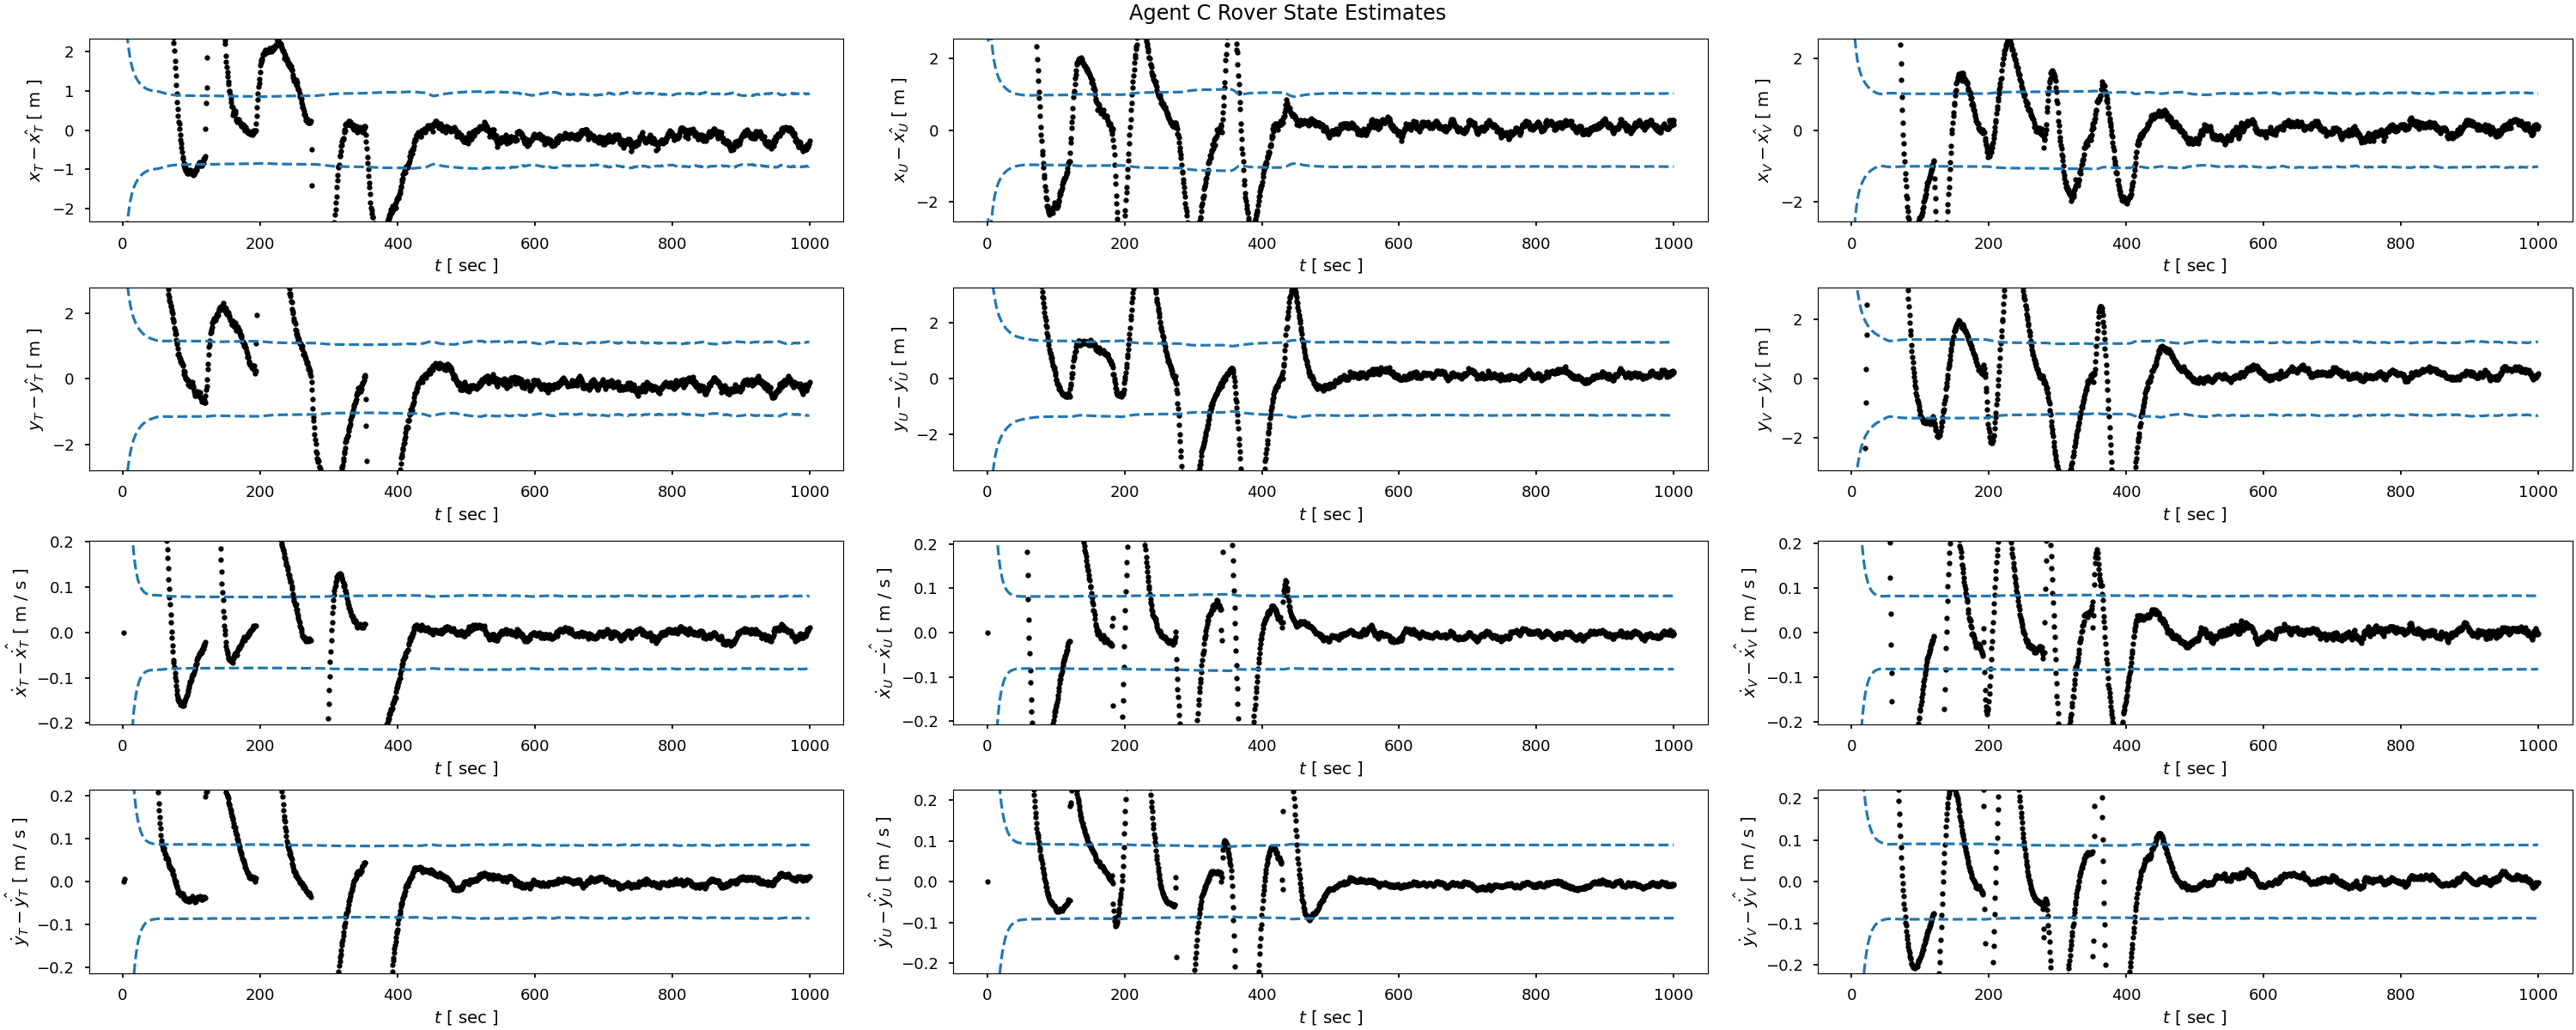 Agent C Rover State Estimates
x_T − x̂_T [ m ]
2
1
0
−1
−2
0 200 400 600 800 1000
t [ sec ]
x_U − x̂_U [ m ]
2
0
−2
0 200 400 600 800 1000
t [ sec ]
x_V − x̂_V [ m ]
2
0
−2
0 200 400 600 800 1000
t [ sec ]
y_T − ŷ_T [ m ]
2
0
−2
0 200 400 600 800 1000
t [ sec ]
y_U − ŷ_U [ m ]
2
0
−2
0 200 400 600 800 1000
t [ sec ]
y_V − ŷ_V [ m ]
2
0
−2
0 200 400 600 800 1000
t [ sec ]
ẋ_T − ẋ̂_T [ m / s ]
0.2
0.1
0.0
−0.1
−0.2
0 200 400 600 800 1000
t [ sec ]
ẋ_U − ẋ̂_U [ m / s ]
0.2
0.1
0.0
−0.1
−0.2
0 200 400 600 800 1000
t [ sec ]
ẋ_V − ẋ̂_V [ m / s ]
0.2
0.1
0.0
−0.1
−0.2
0 200 400 600 800 1000
t [ sec ]
ẏ_T − ẏ̂_T [ m / s ]
0.2
0.1
0.0
−0.1
−0.2
0 200 400 600 800 1000
t [ sec ]
ẏ_U − ẏ̂_U [ m / s ]
0.2
0.1
0.0
−0.1
−0.2
0 200 400 600 800 1000
t [ sec ]
ẏ_V − ẏ̂_V [ m / s ]
0.2
0.1
0.0
−0.1
−0.2
0 200 400 600 800 1000
t [ sec ]